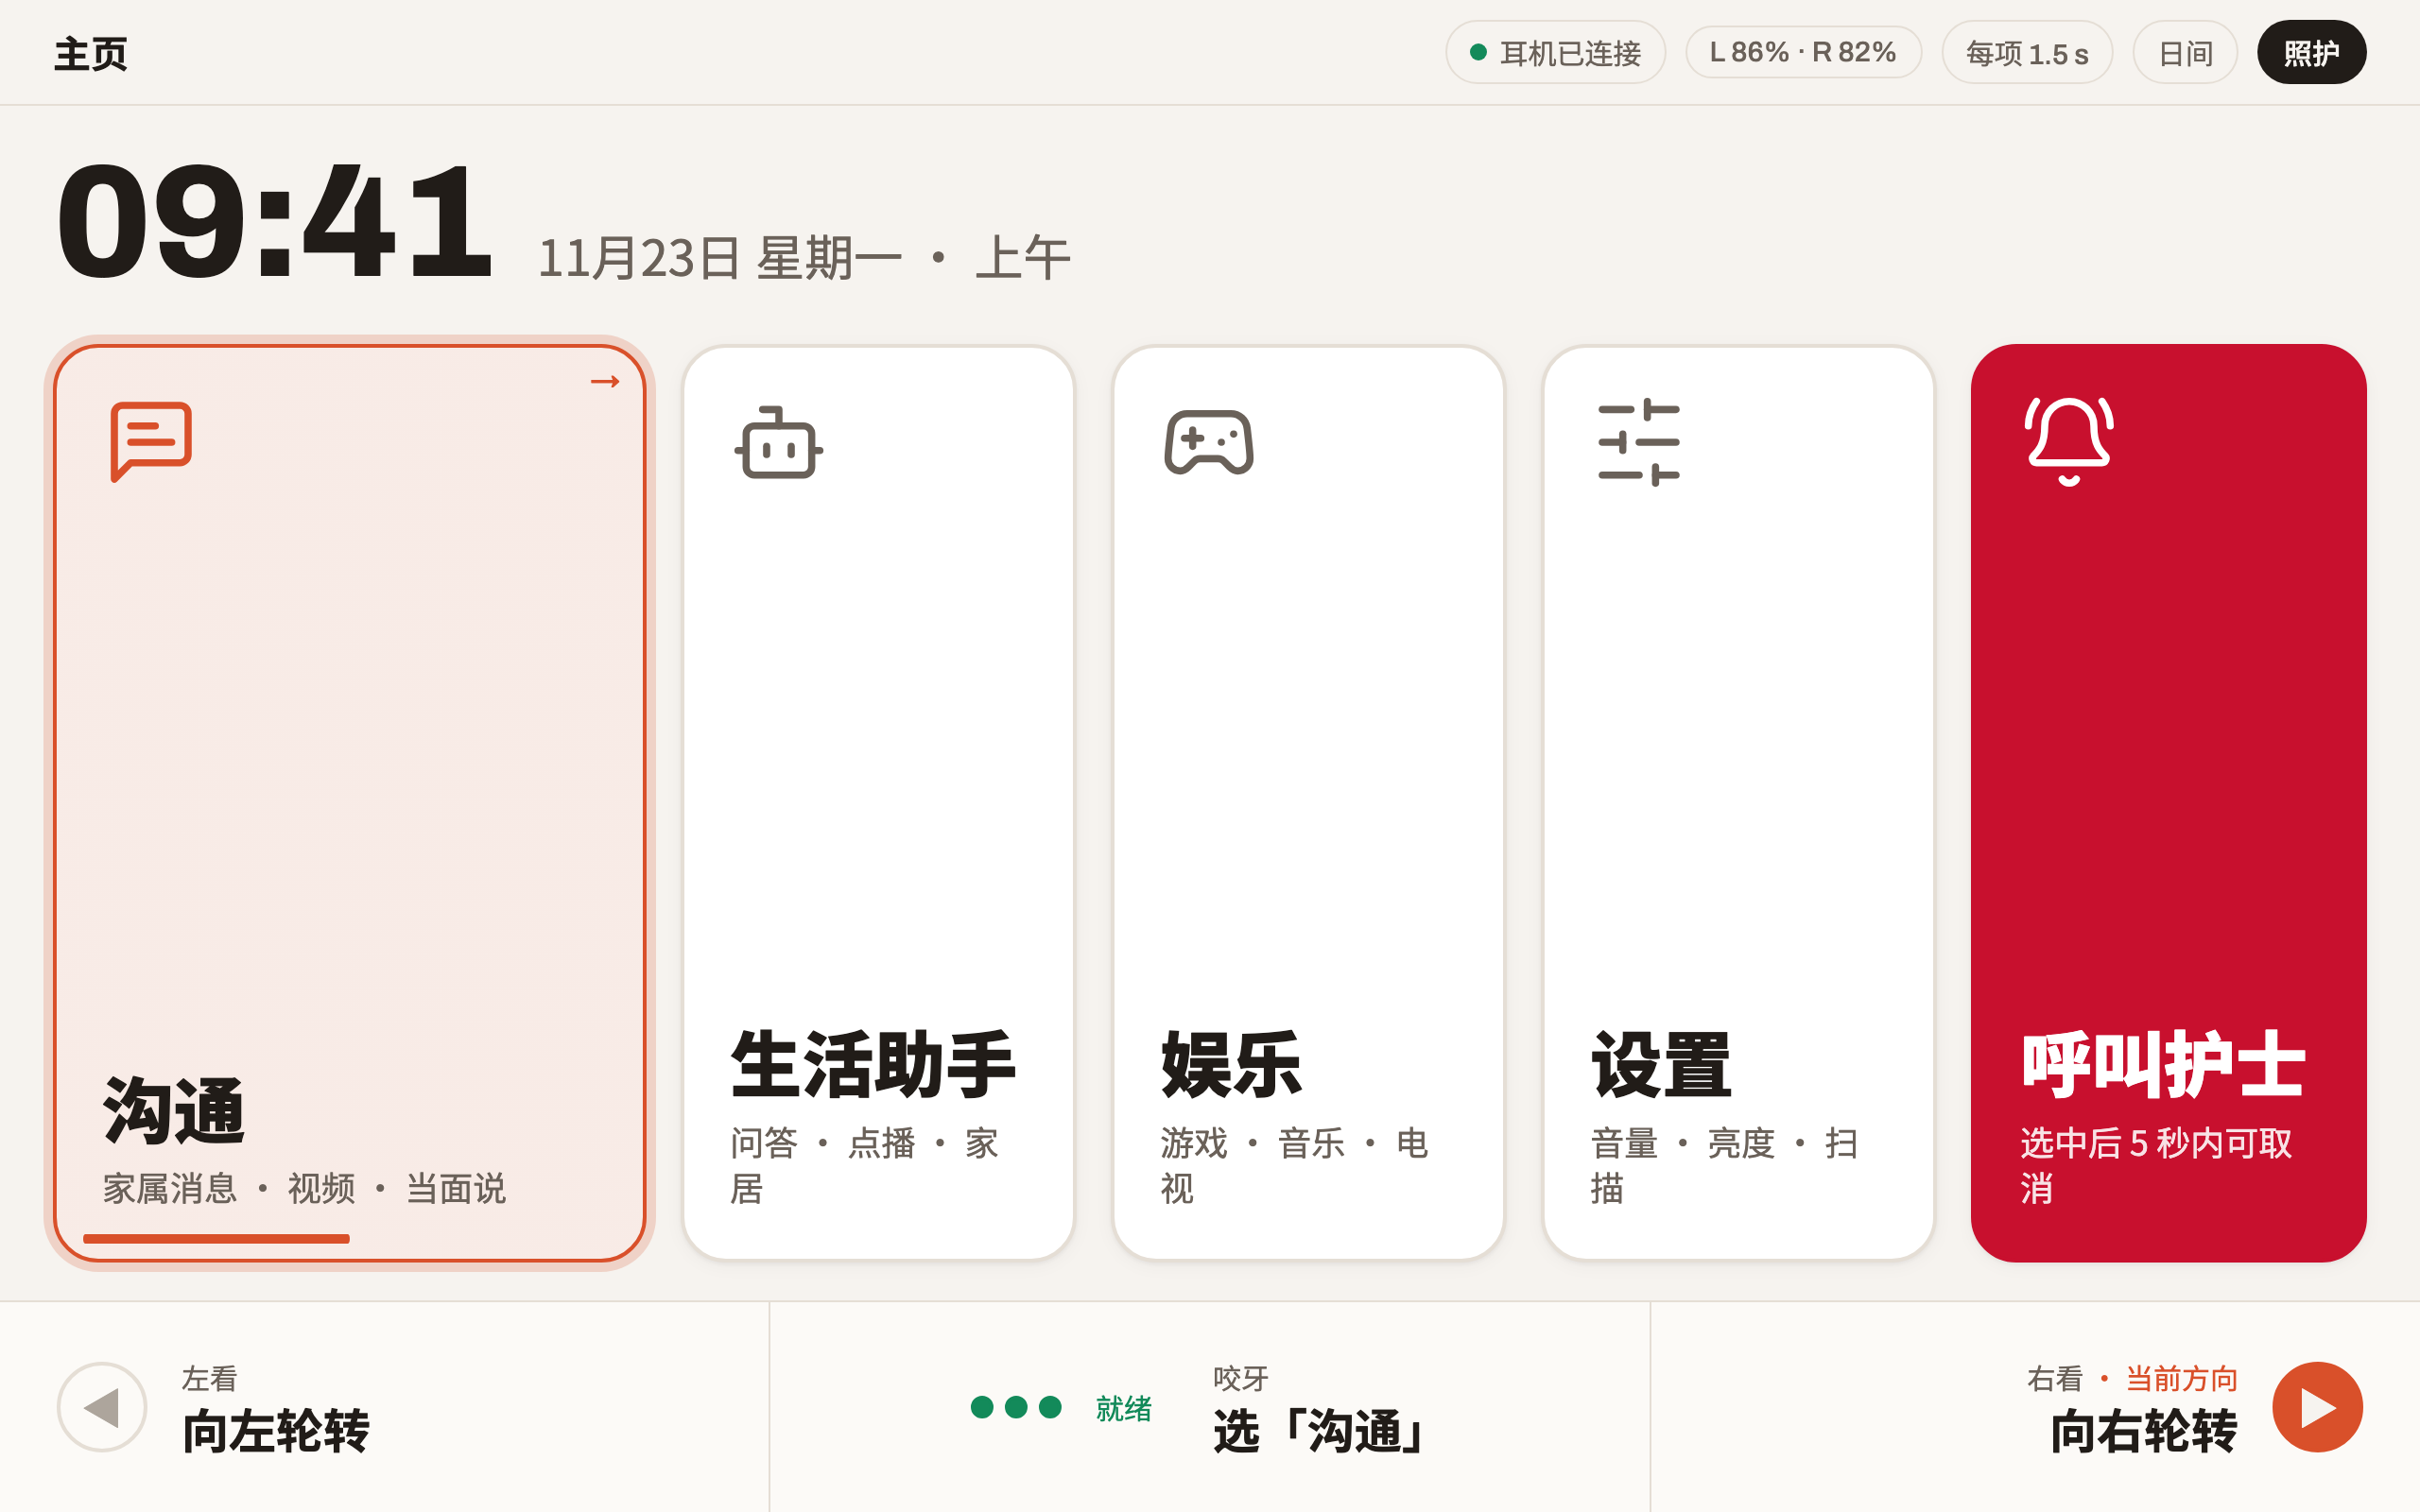 主页
耳机已连接
L 86% · R 82%
每项 1.5 s
日间
照护
09:41
11月23日 星期一 · 上午
→
沟通
家属消息 · 视频 · 当面说
生活助手
问答 · 点播 · 家
居
娱乐
游戏 · 音乐 · 电
视
设置
音量 · 亮度 · 扫
描
呼叫护士
选中后 5 秒内可取
消
左看
向左轮转
就绪
咬牙
选「沟通」
右看 · 当前方向
向右轮转